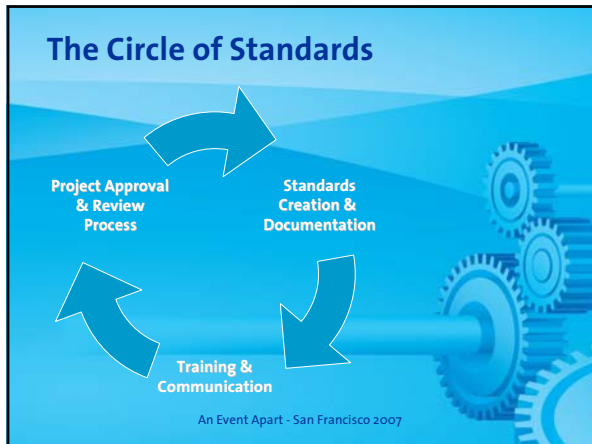 The Circle of Standards
Project Approval
& Review
Process
Standards
Creation &
Documentation
Training &
Communication
An Event Apart - San Francisco 2007